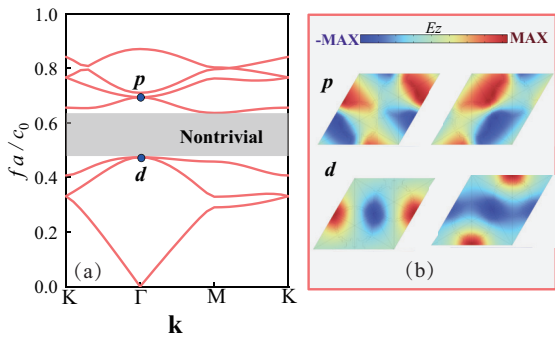 f a / c₀
1.0
0.8
0.6
0.4
0.2
0.0
p
Nontrivial
d
(a)
K Γ M K
k
Ez
-MAX MAX
p
d
(b)